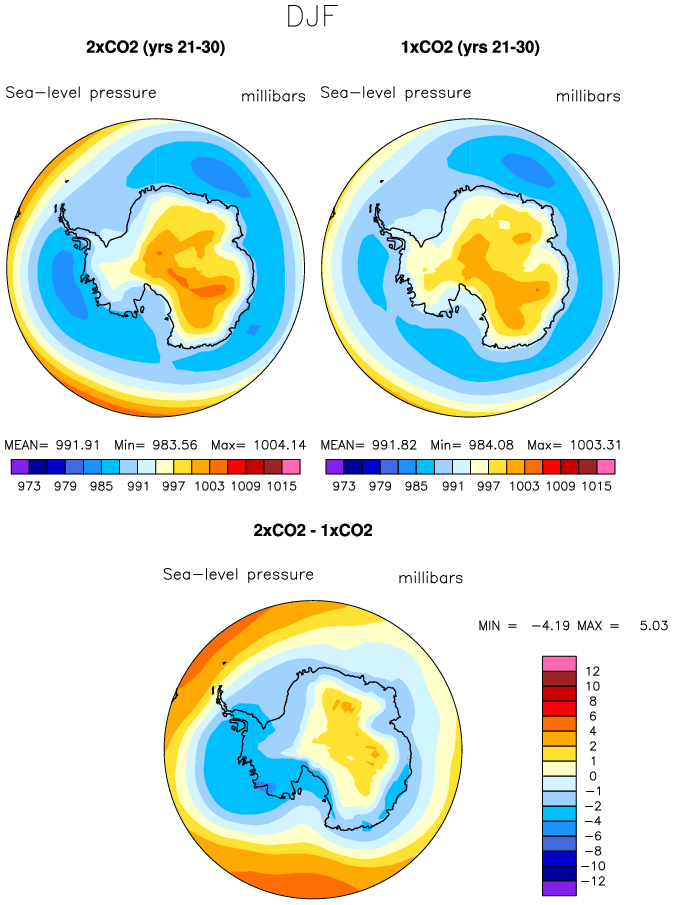 DJF
2xCO2 (yrs 21-30) 1xCO2 (yrs 21-30)
Sea-level pressure millibars Sea-level pressure millibars
MEAN= 991.91 Min= 983.56 Max= 1004.14 MEAN= 991.82 Min= 984.08 Max= 1003.31
973 979 985 991 997 1003 1009 1015 973 979 985 991 997 1003 1009 1015
2xCO2 - 1xCO2
Sea-level pressure millibars
MIN = -4.19 MAX = 5.03
12
10
8
6
4
2
1
0
-1
-2
-4
-6
-8
-10
-12